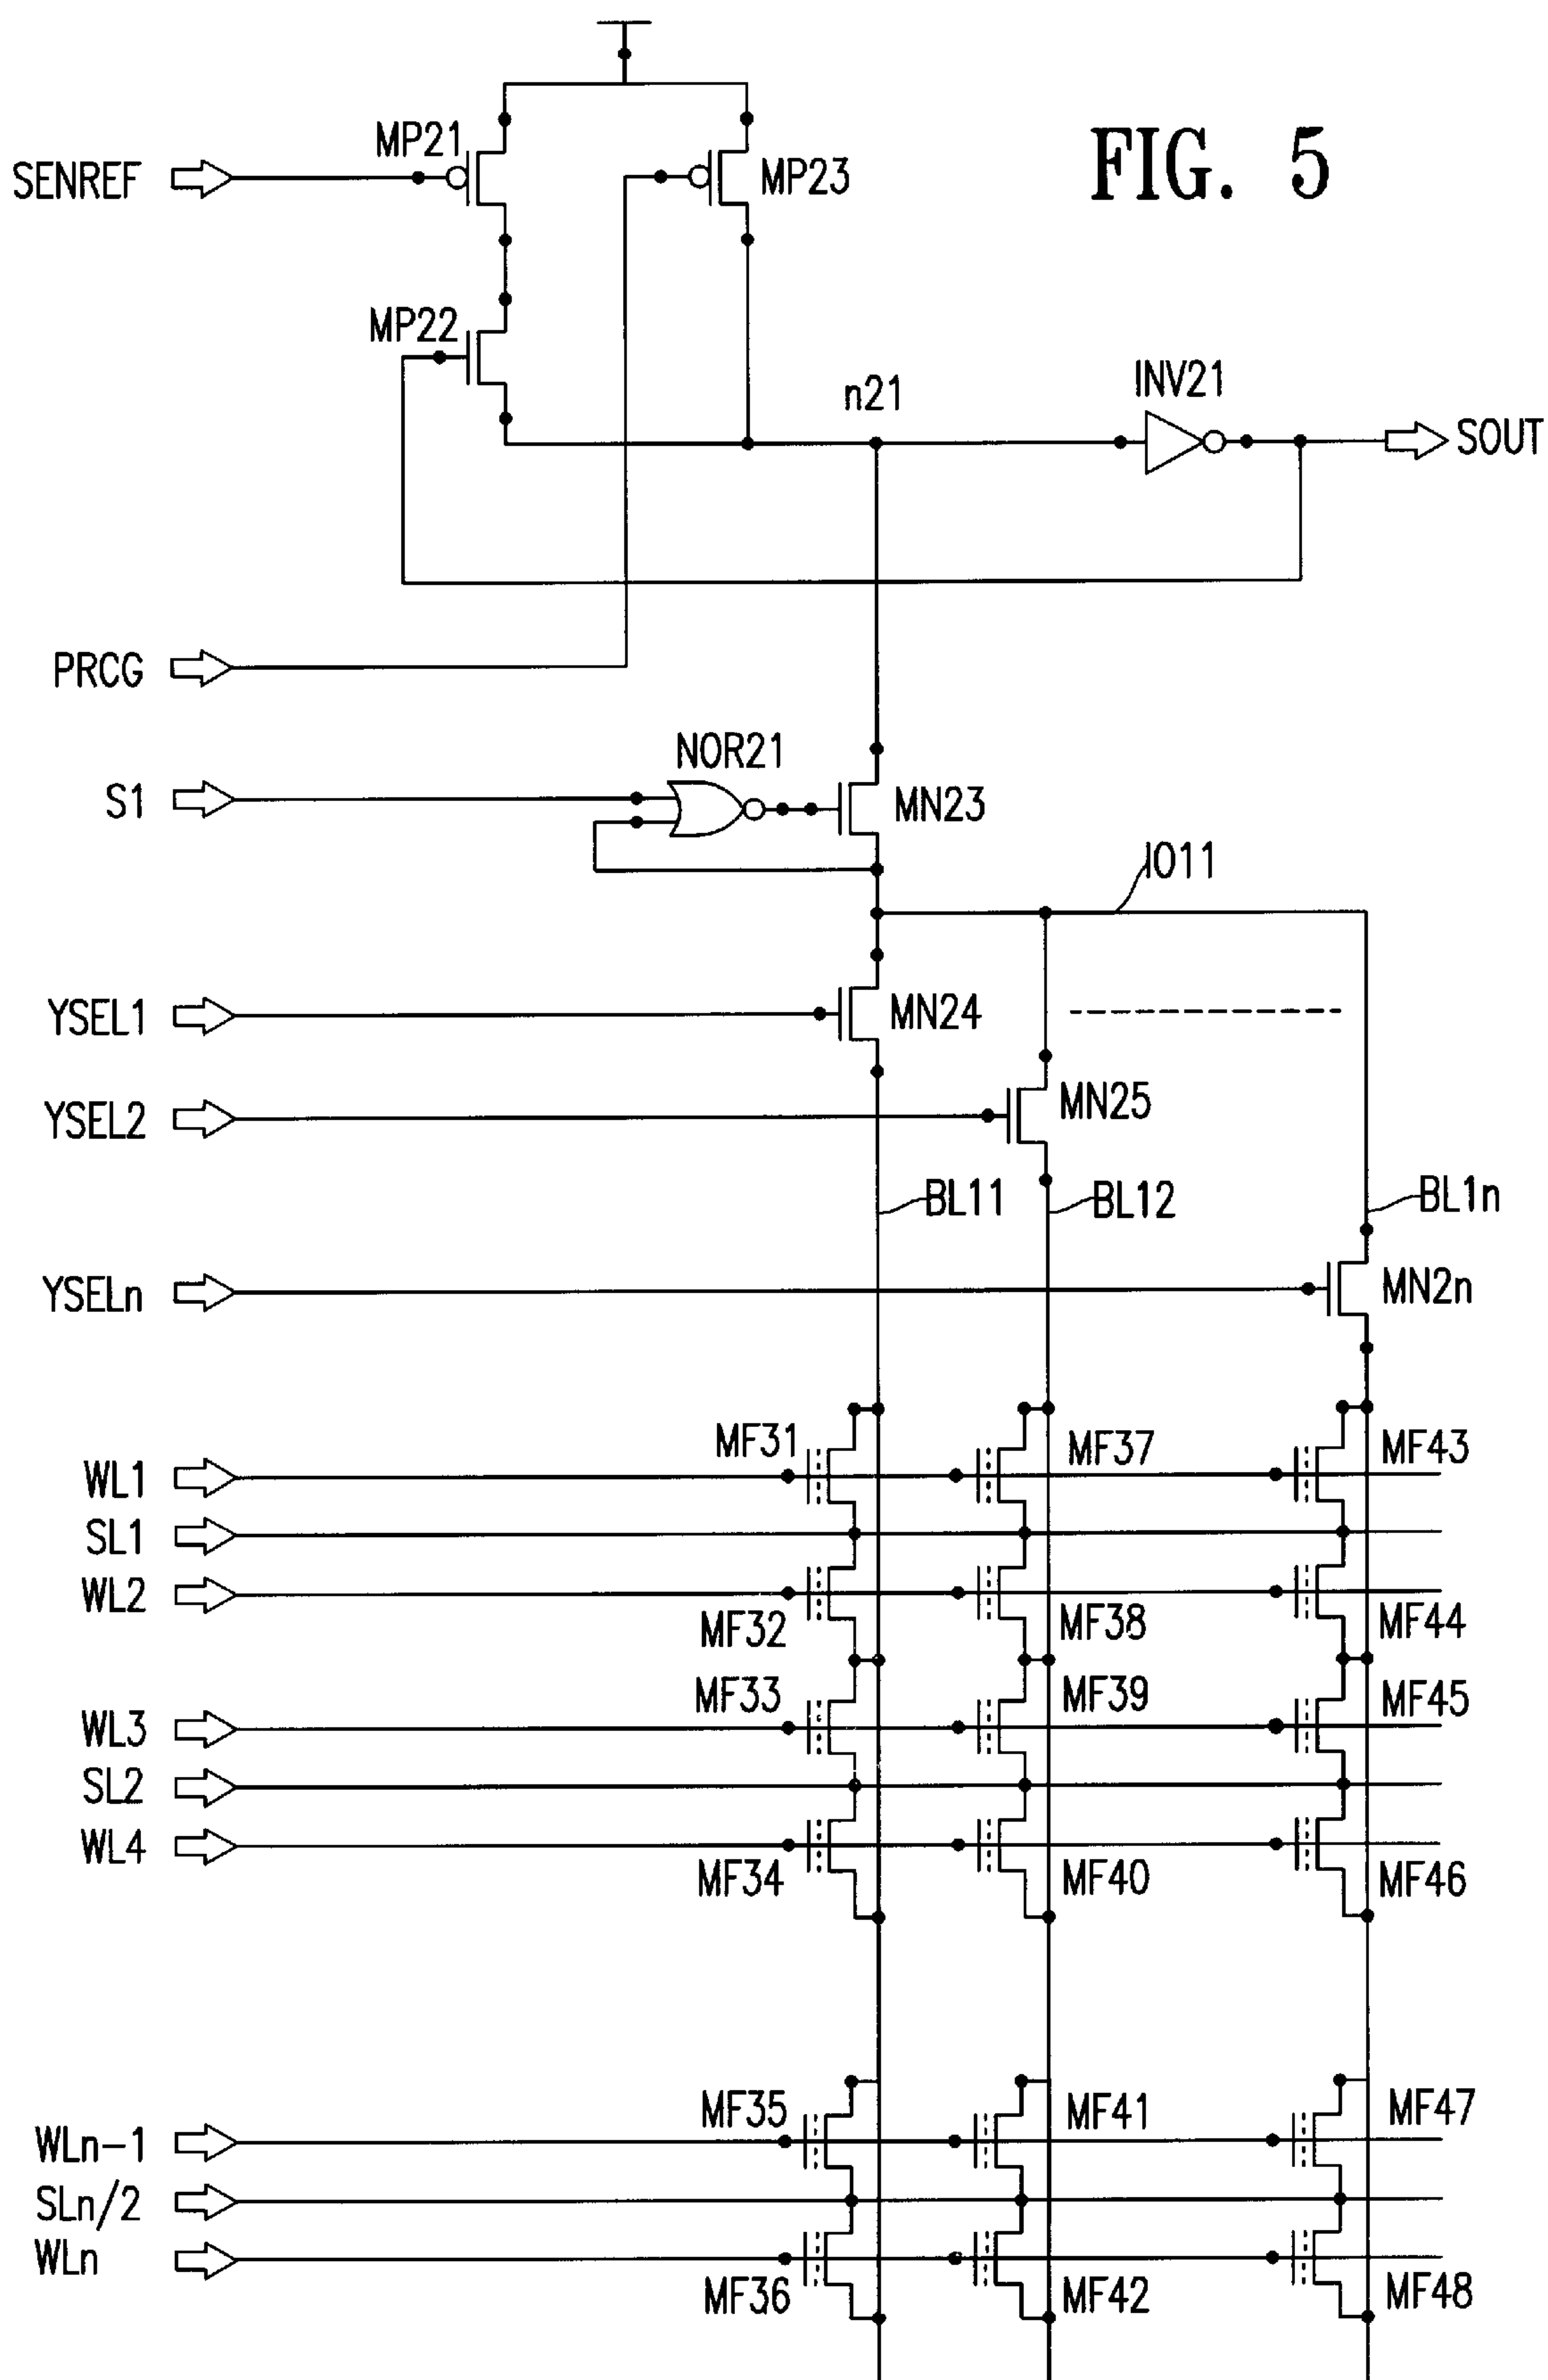 FIG. 5
MP21
SENREF
MP23
MP22
n21
INV21
SOUT
PRCG
NOR21
S1
MN23
IO11
YSEL1
MN24
YSEL2
MN25
BL11
BL12
BL1n
YSELn
MN2n
MF31
MF37
MF43
WL1
SL1
WL2
MF32
MF38
MF44
MF33
MF39
MF45
WL3
SL2
WL4
MF34
MF40
MF46
MF35
MF41
MF47
WLn-1
SLn/2
WLn
MF36
MF42
MF48